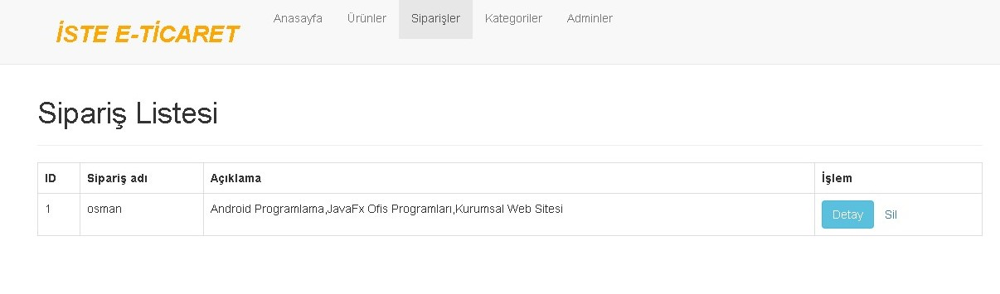 İSTE E-TİCARET
Anasayfa Ürünler Siparişler Kategoriler Adminler
Sipariş Listesi
ID Sipariş adı Açıklama İşlem
1 osman Android Programlama,JavaFx Ofis Programları,Kurumsal Web Sitesi Detay Sil